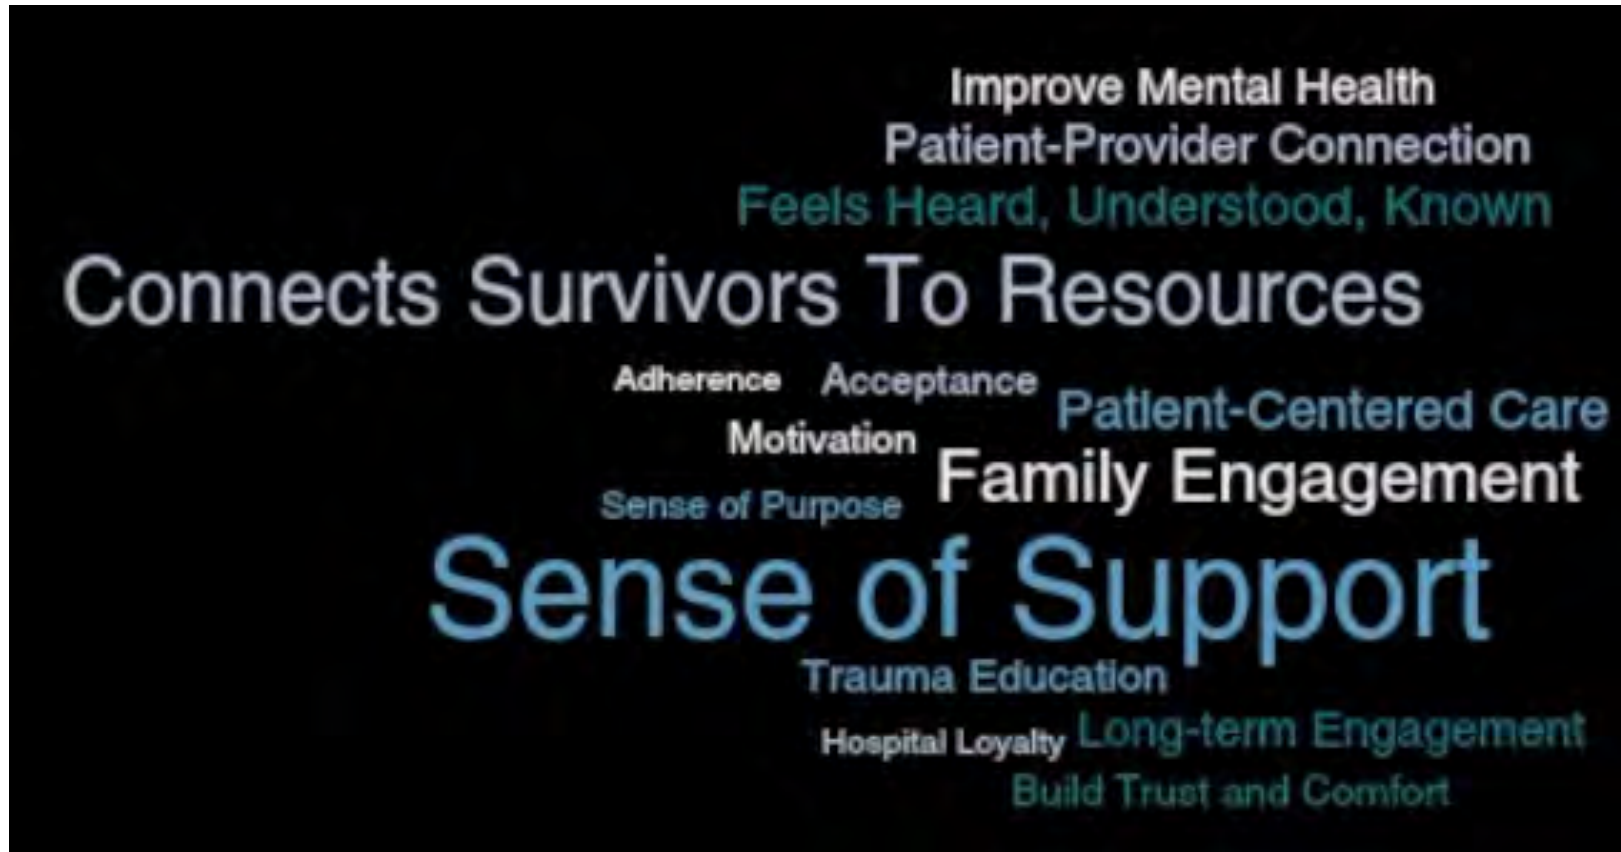 Improve Mental Health
Patient-Provider Connection
Feels Heard, Understood, Known
Connects Survivors To Resources
Adherence
Acceptance
Patient-Centered Care
Motivation
Family Engagement
Sense of Purpose
Sense of Support
Trauma Education
Hospital Loyalty
Long-term Engagement
Build Trust and Comfort